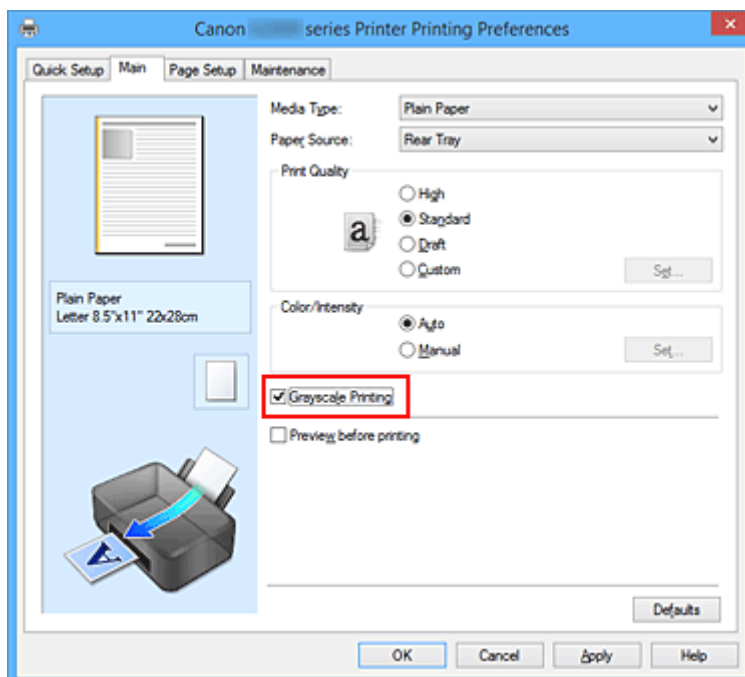 Canon series Printer Printing Preferences
Quick Setup Main Page Setup Maintenance
Media Type: Plain Paper
Paper Source: Rear Tray
Print Quality
High
a Standard
Draft
Custom Set...
Plain Paper
Letter 8.5"x11" 22x28cm
Color/Intensity
Auto
Manual Set...
Grayscale Printing
Preview before printing
A
Defaults
OK Cancel Apply Help